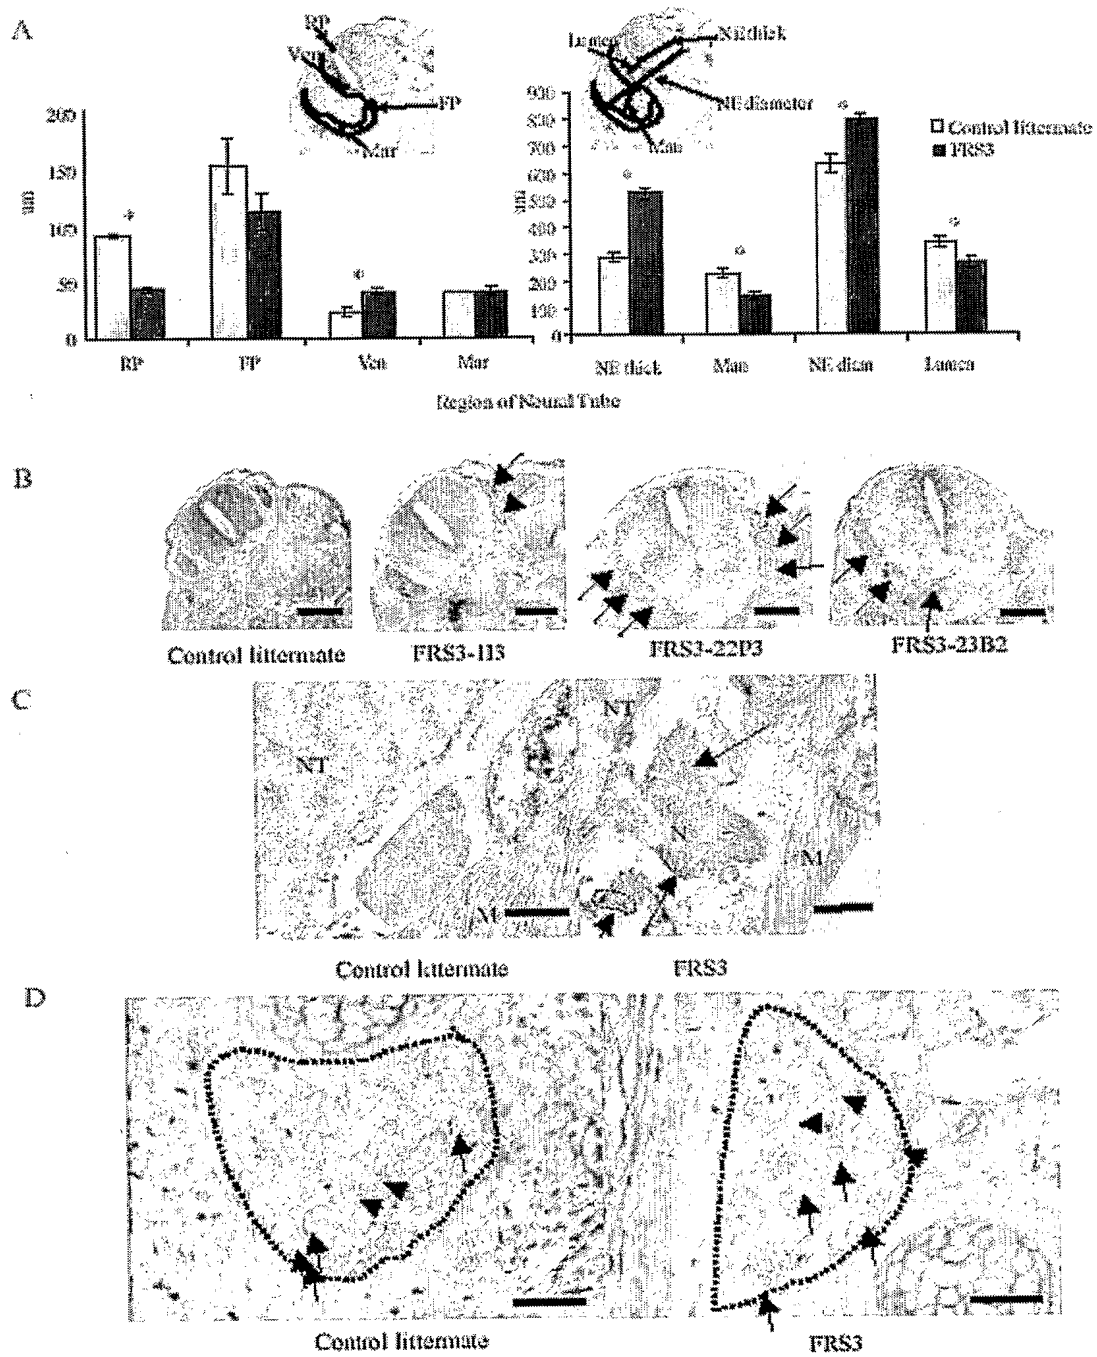 A
RP
Ven
FP
Mar
200
150
100
50
0
um
RP
FP
Ven
Mar
Lumen
NE thick
NE diameter
Man
900
800
700
600
500
400
300
200
100
0
um
Control littermate
FRS3
NE thick
Man
NE diam
Lumen
Region of Neural Tube
B
Control littermate
FRS3-1I3
FRS3-22P3
FRS3-23B2
C
NT
M
NT
N
M
Control littermate
FRS3
D
Control littermate
FRS3